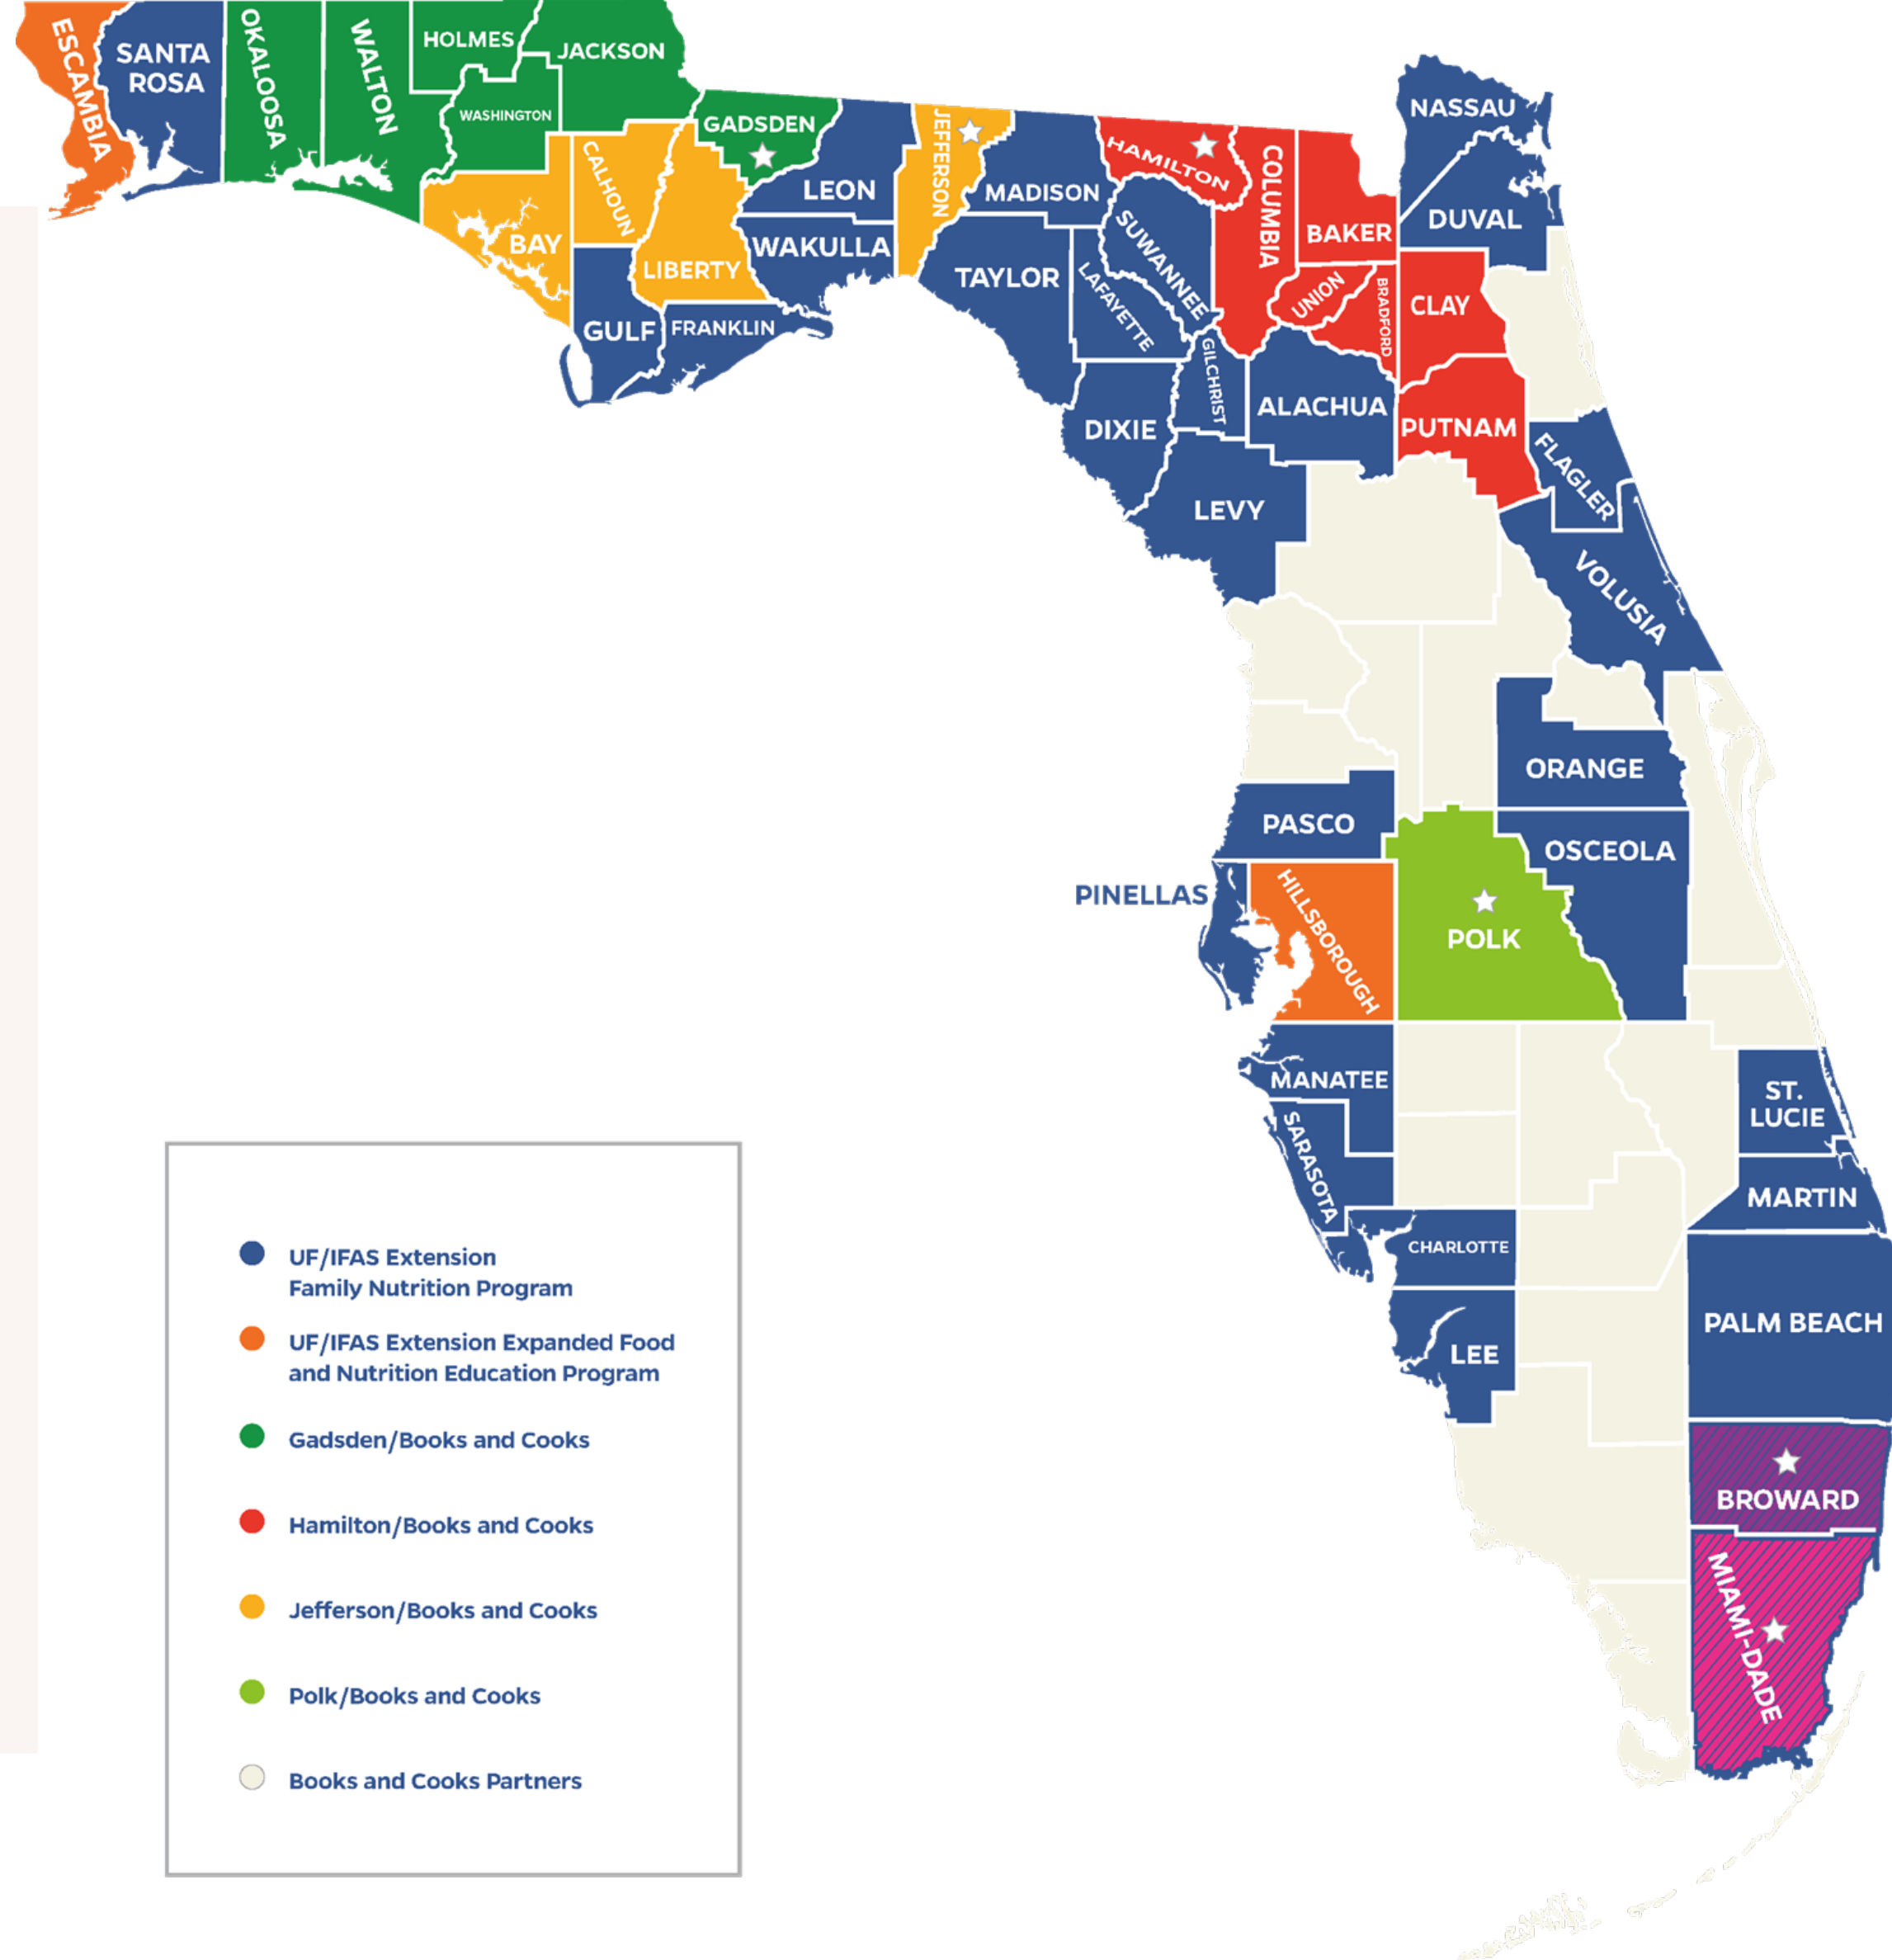 ESCAMBIA
SANTA
ROSA
OKALOOSA
WALTON
HOLMES
JACKSON
WASHINGTON
BAY
CALHOUN
LIBERTY
GADSDEN
GULF
FRANKLIN
LEON
WAKULLA
JEFFERSON
MADISON
TAYLOR
HAMILTON
SUWANNEE
LAFAYETTE
COLUMBIA
BAKER
UNION
BRADFORD
CLAY
NASSAU
DUVAL
DIXIE
GILCHRIST
ALACHUA
PUTNAM
FLAGLER
LEVY
VOLUSIA
ORANGE
PASCO
OSCEOLA
PINELLAS
HILLSBOROUGH
POLK
MANATEE
SARASOTA
ST.
LUCIE
MARTIN
CHARLOTTE
LEE
PALM BEACH
BROWARD
MIAMI-DADE
UF/IFAS Extension
Family Nutrition Program
UF/IFAS Extension Expanded Food
and Nutrition Education Program
Gadsden/Books and Cooks
Hamilton/Books and Cooks
Jefferson/Books and Cooks
Polk/Books and Cooks
Books and Cooks Partners